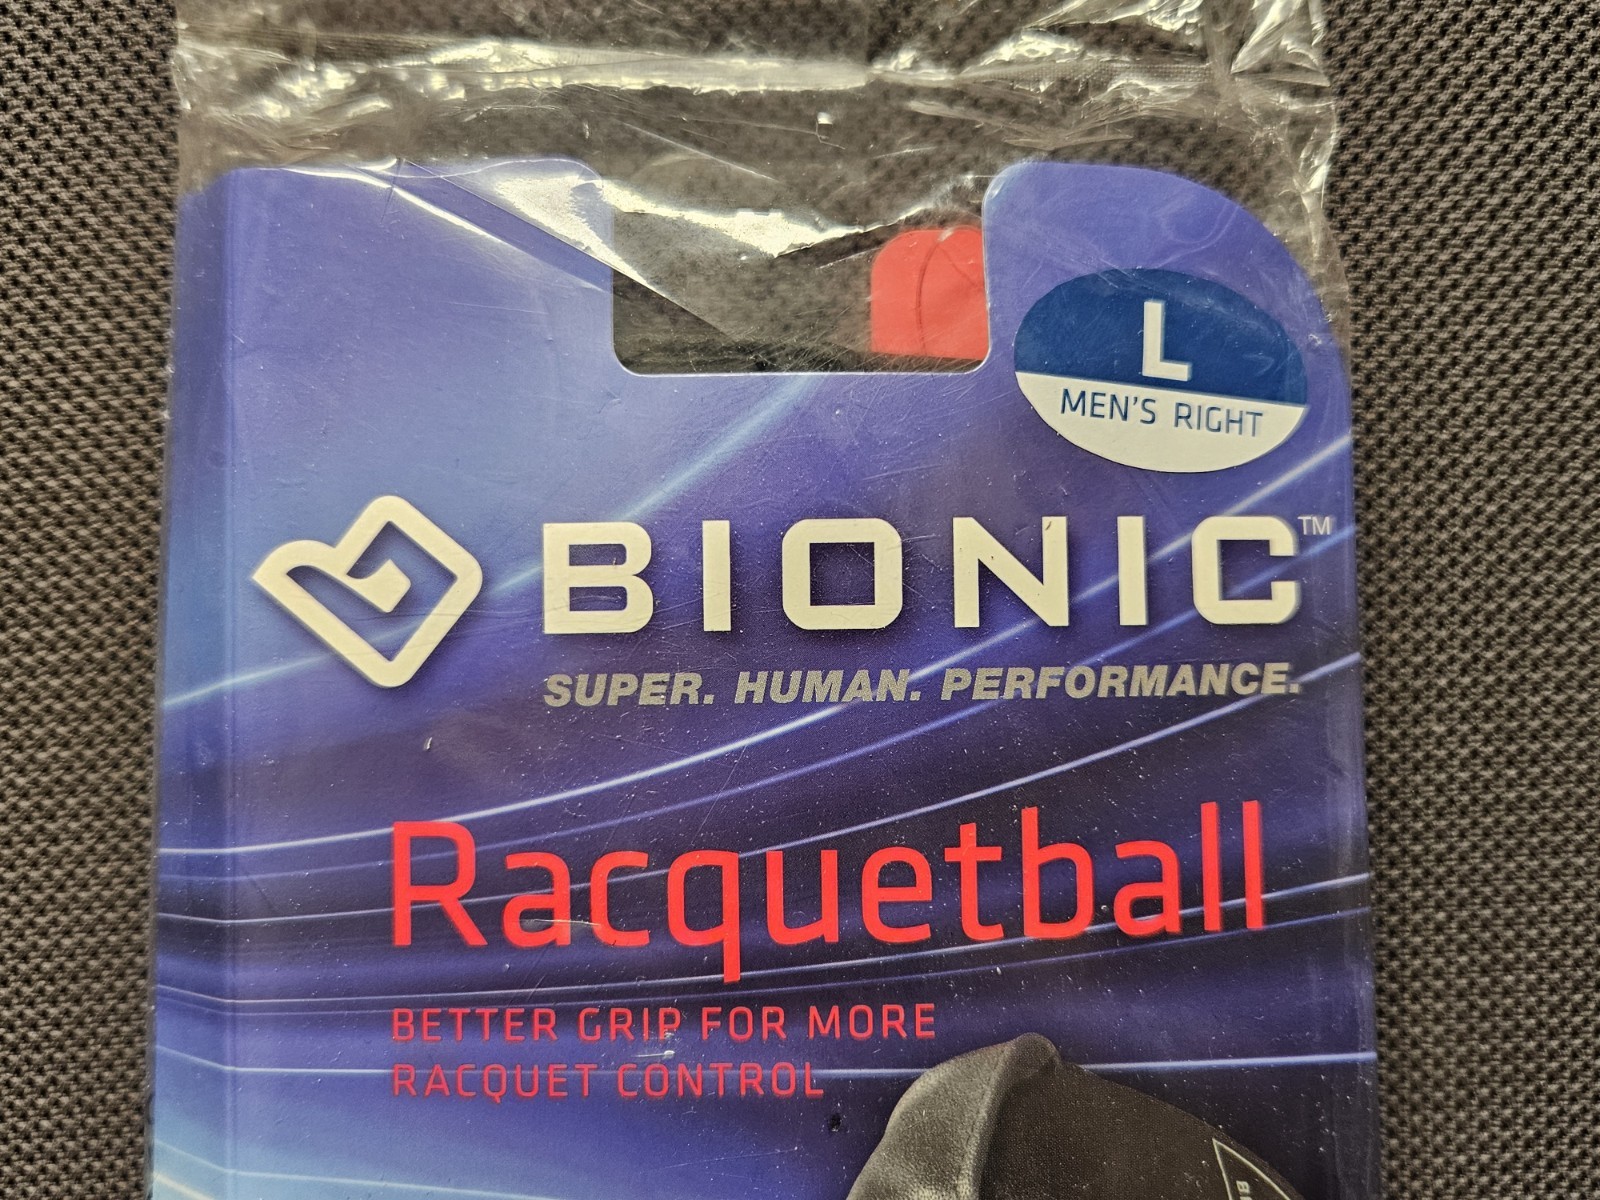 L
MEN'S RIGHT
BIONIC™
SUPER. HUMAN. PERFORMANCE.
Racquetball
BETTER GRIP FOR MORE
RACQUET CONTROL